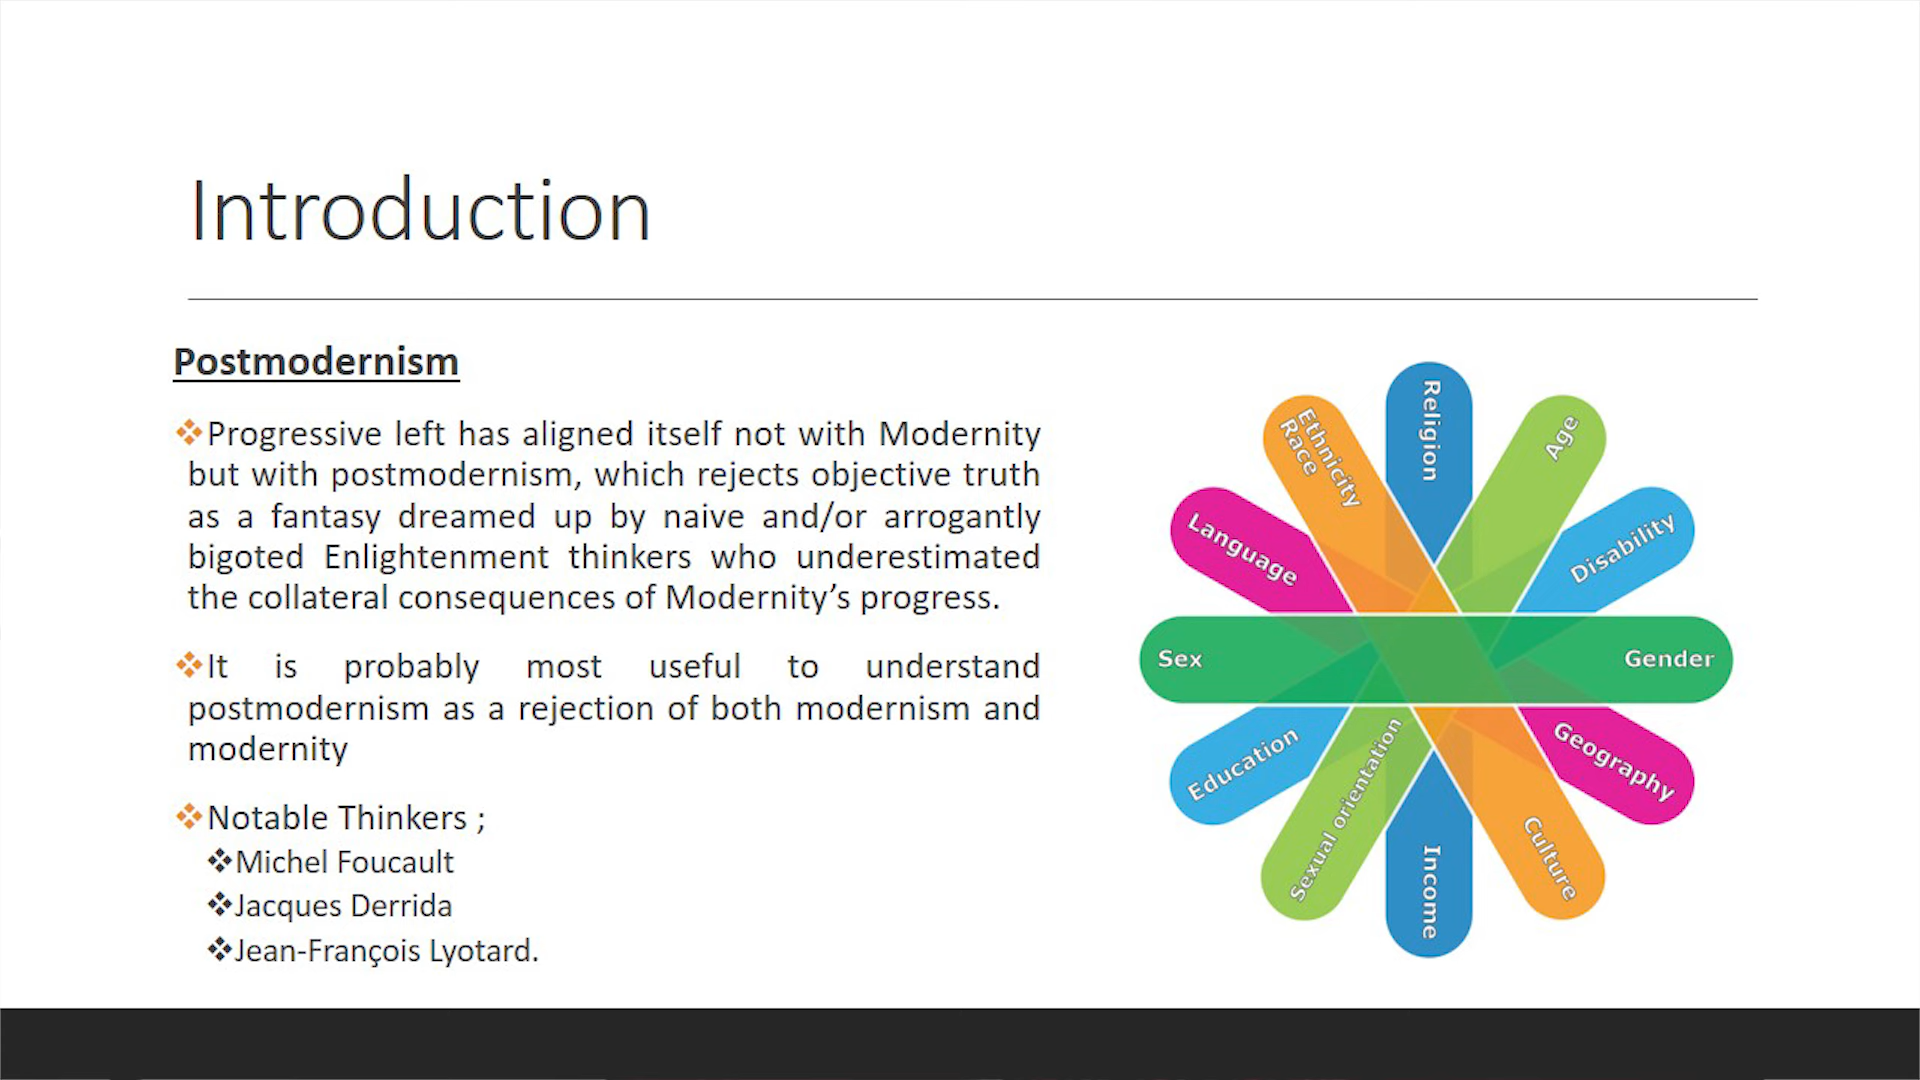 Introduction
Postmodernism
❖Progressive left has aligned itself not with Modernity
but with postmodernism, which rejects objective truth
as a fantasy dreamed up by naive and/or arrogantly
bigoted Enlightenment thinkers who underestimated
the collateral consequences of Modernity’s progress.
❖It is probably most useful to understand
postmodernism as a rejection of both modernism and
modernity
❖Notable Thinkers ;
❖Michel Foucault
❖Jacques Derrida
❖Jean-François Lyotard.
Religion
Age
Disability
Gender
Geography
Culture
Income
Sexual orientation
Education
Sex
Language
Ethnicity
Race